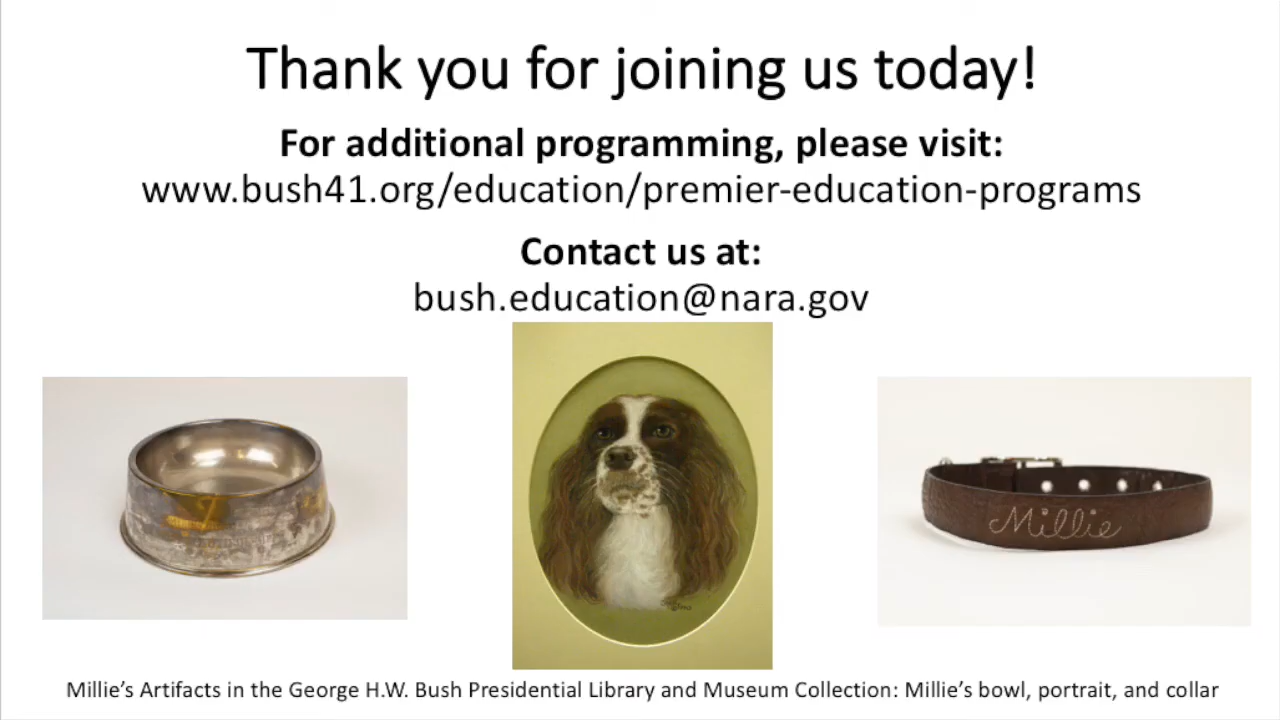 Thank you for joining us today!
For additional programming, please visit:
www.bush41.org/education/premier-education-programs
Contact us at:
bush.education@nara.gov
Millie
Millie's Artifacts in the George H.W. Bush Presidential Library and Museum Collection: Millie's bowl, portrait, and collar